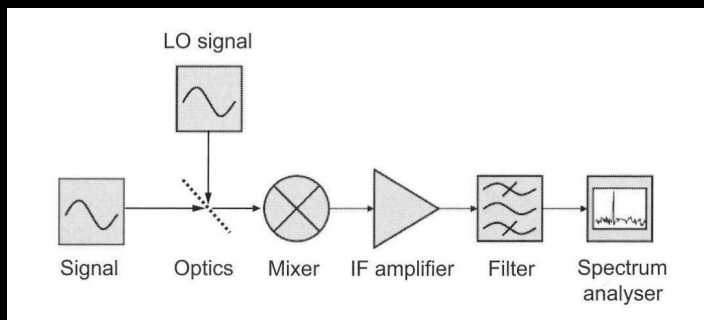 LO signal
Signal
Optics
Mixer
IF amplifier
Filter
Spectrum
analyser